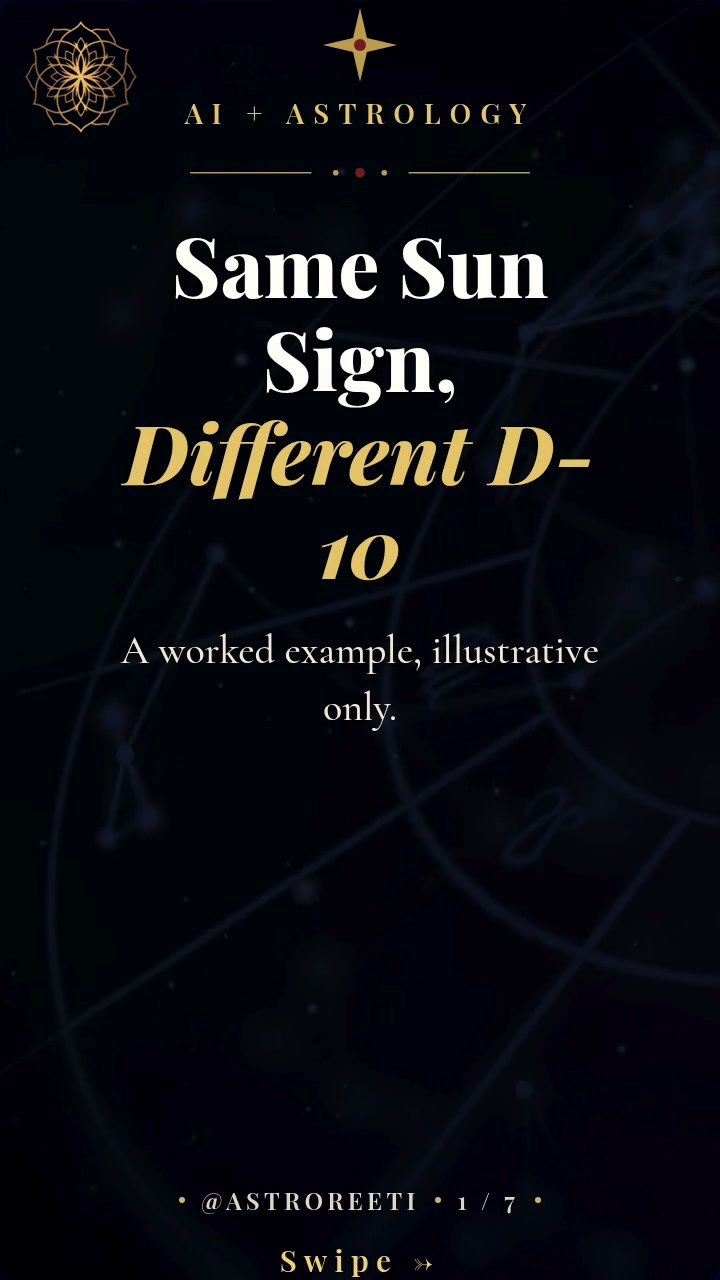 AI + ASTROLOGY
Same Sun
Sign,
Different D-
10
A worked example, illustrative
only.
• @ASTROREETI • 1 / 7 •
Swipe ➳